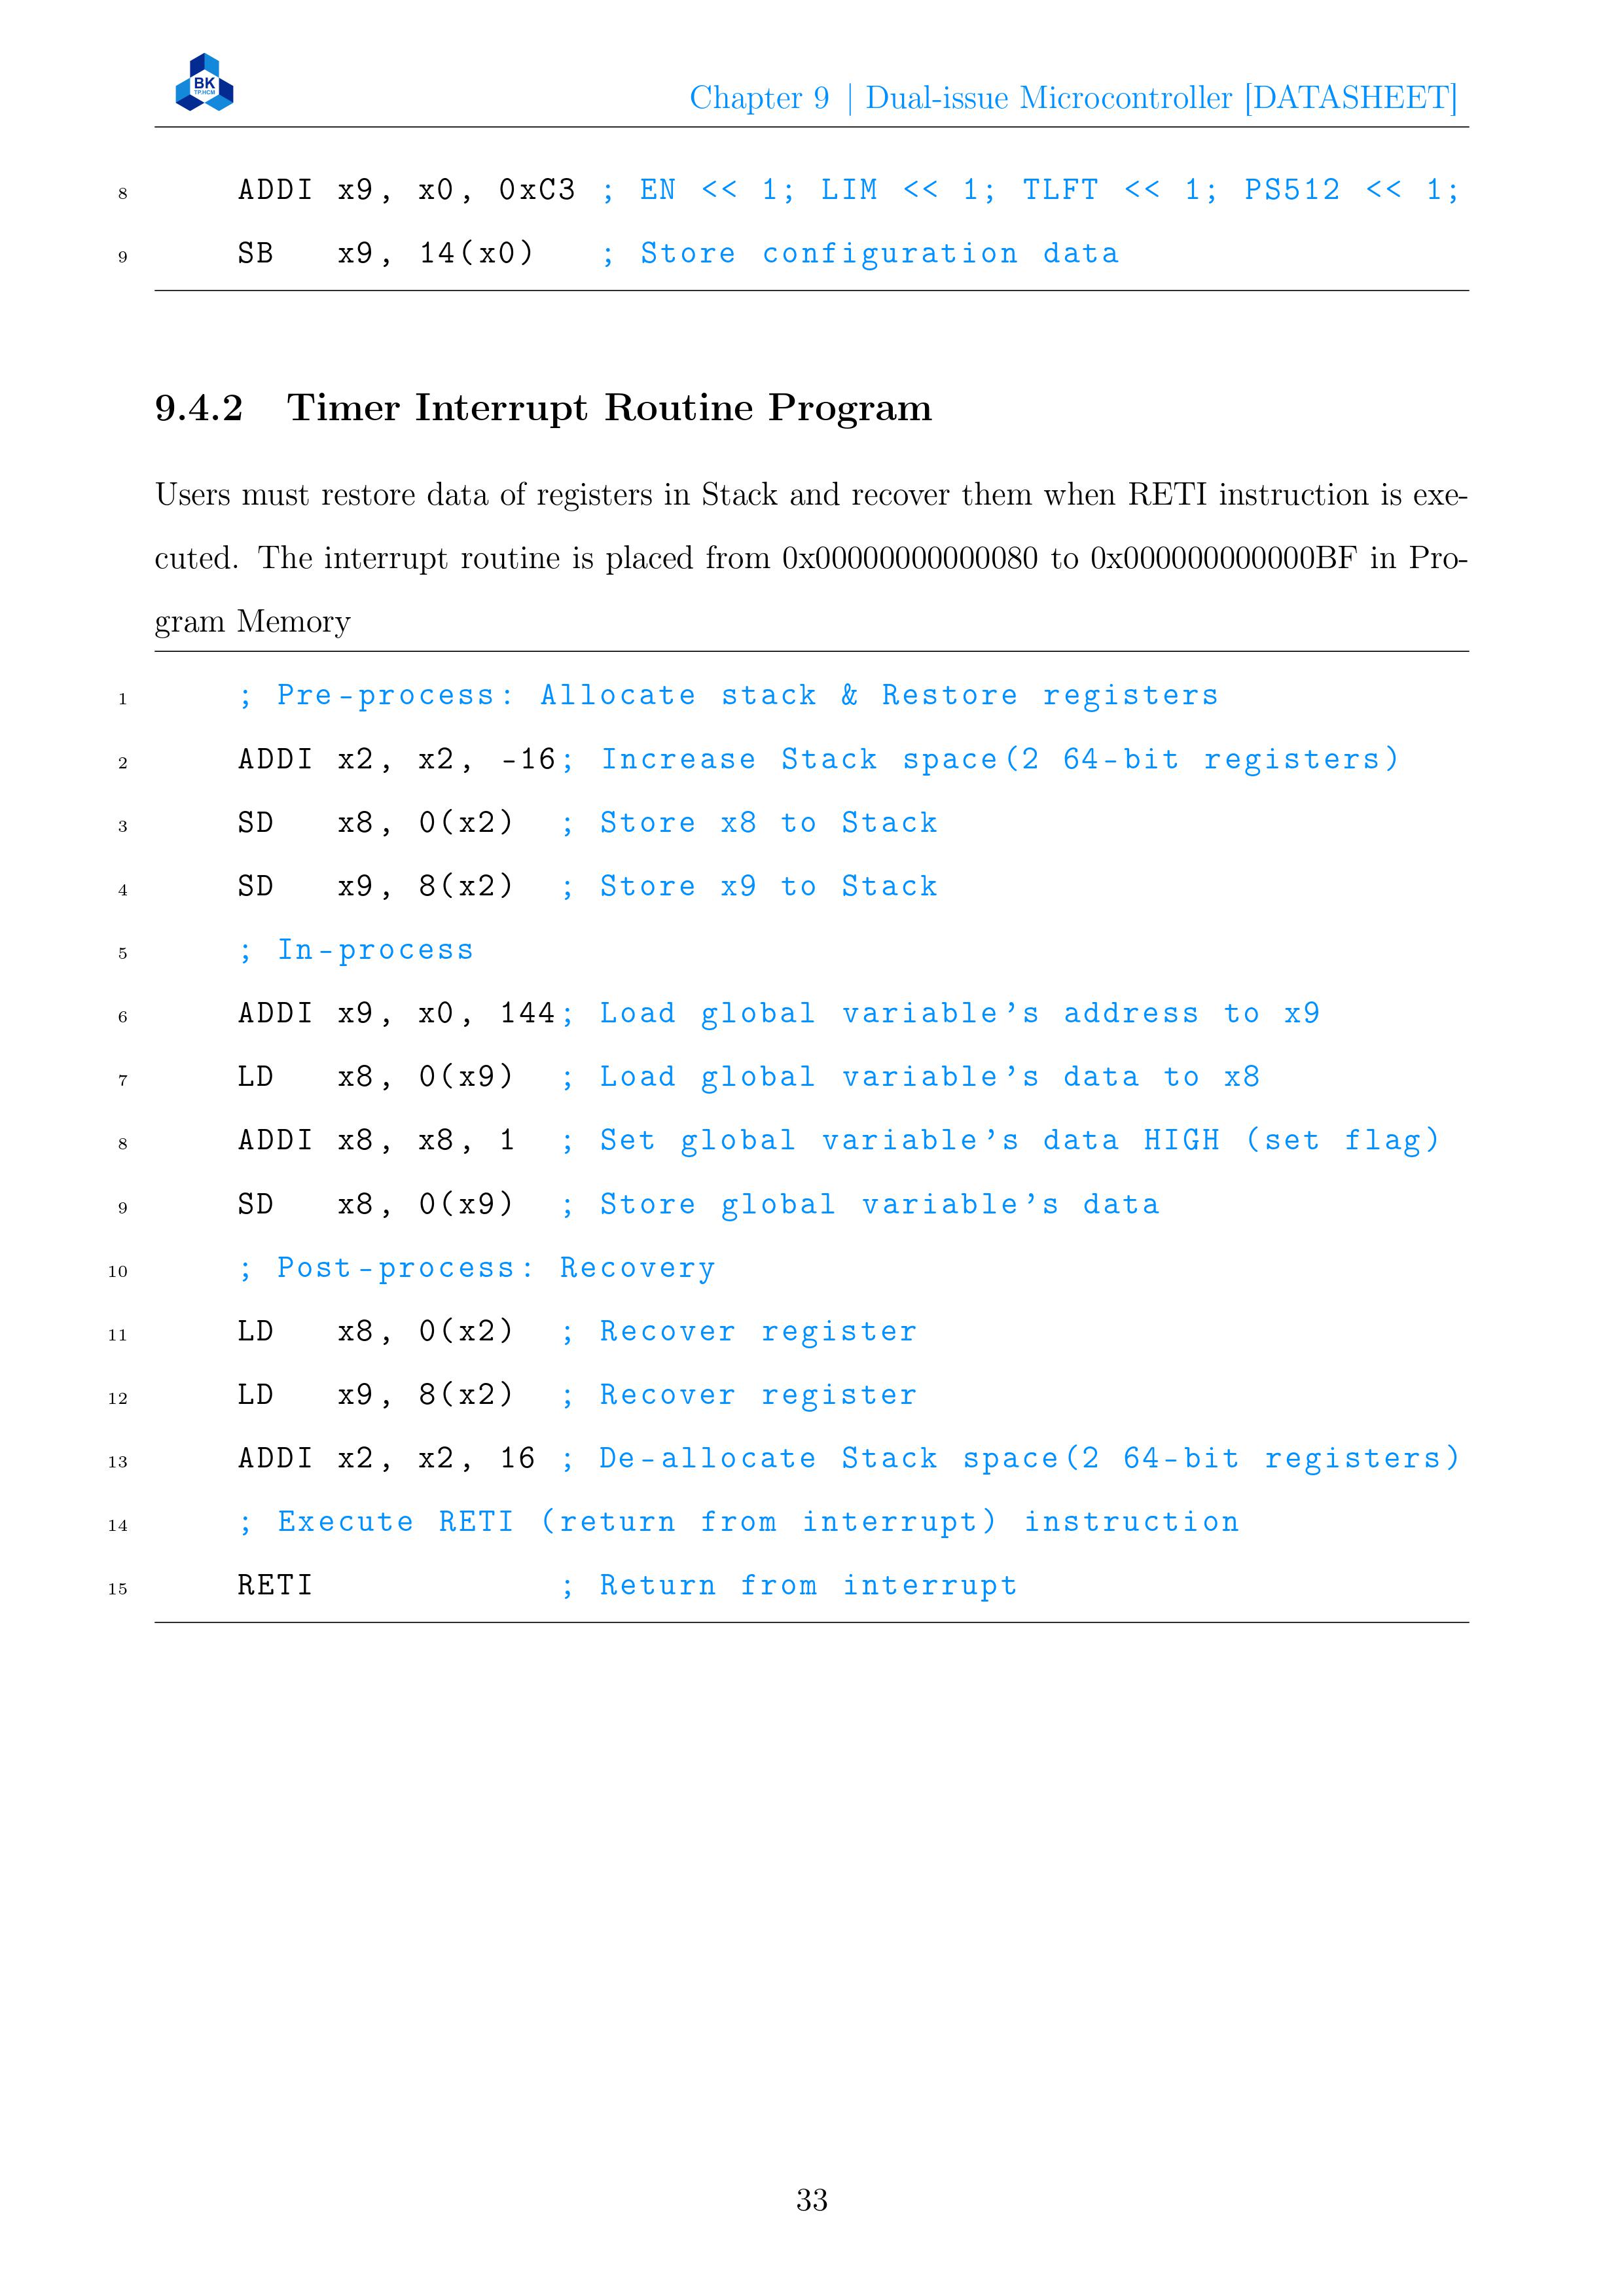 BK
TP.HCM
Chapter 9 | Dual-issue Microcontroller [DATASHEET]
8 ADDI x9, x0, 0xC3 ; EN << 1; LIM << 1; TLFT << 1; PS512 << 1;
9 SB x9, 14(x0) ; Store configuration data
9.4.2 Timer Interrupt Routine Program
Users must restore data of registers in Stack and recover them when RETI instruction is exe-
cuted. The interrupt routine is placed from 0x00000000000080 to 0x000000000000BF in Pro-
gram Memory
1 ; Pre-process: Allocate stack & Restore registers
2 ADDI x2, x2, -16; Increase Stack space(2 64-bit registers)
3 SD x8, 0(x2) ; Store x8 to Stack
4 SD x9, 8(x2) ; Store x9 to Stack
5 ; In-process
6 ADDI x9, x0, 144; Load global variable's address to x9
7 LD x8, 0(x9) ; Load global variable's data to x8
8 ADDI x8, x8, 1 ; Set global variable's data HIGH (set flag)
9 SD x8, 0(x9) ; Store global variable's data
10 ; Post-process: Recovery
11 LD x8, 0(x2) ; Recover register
12 LD x9, 8(x2) ; Recover register
13 ADDI x2, x2, 16 ; De-allocate Stack space(2 64-bit registers)
14 ; Execute RETI (return from interrupt) instruction
15 RETI ; Return from interrupt
33